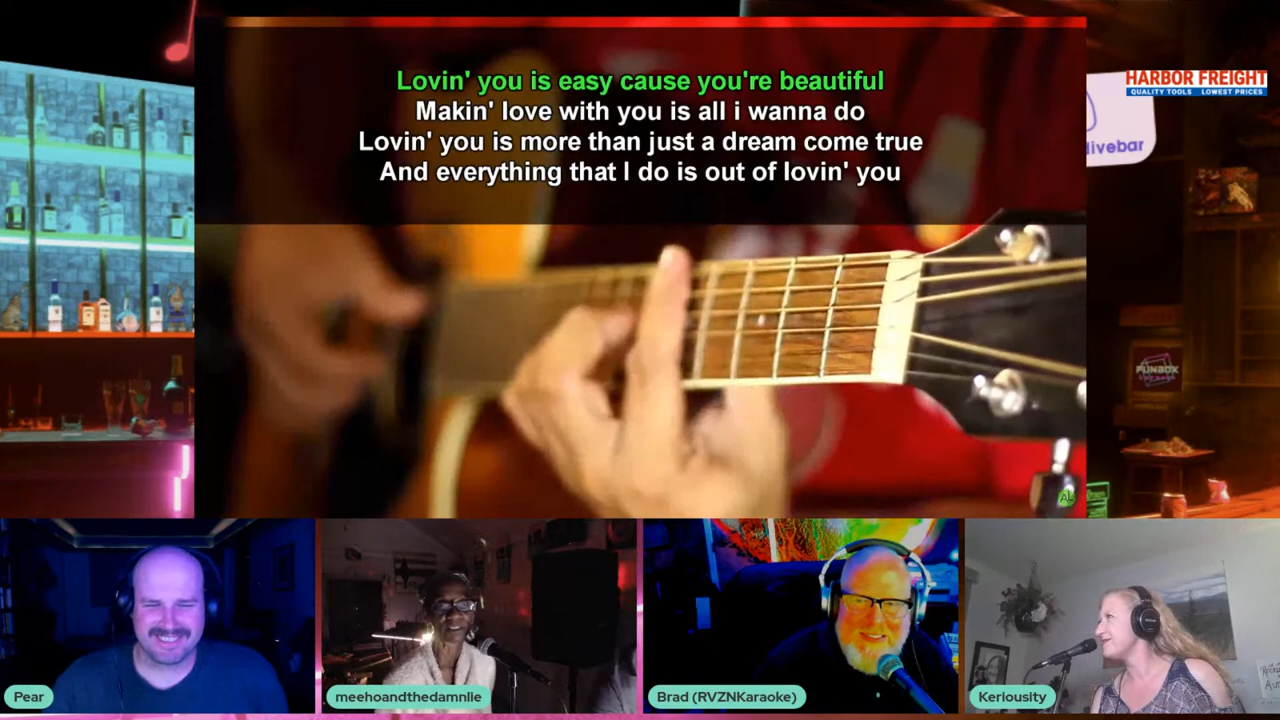 Lovin' you is easy cause you're beautiful
Makin' love with you is all i wanna do
Lovin' you is more than just a dream come true
And everything that I do is out of lovin' you
HARBOR FREIGHT
QUALITY TOOLS LOWEST PRICES
livebar
FUNBOX
AL
Pear
meehoandthedamnlie
Brad (RVZNKaraoke)
Keriousity